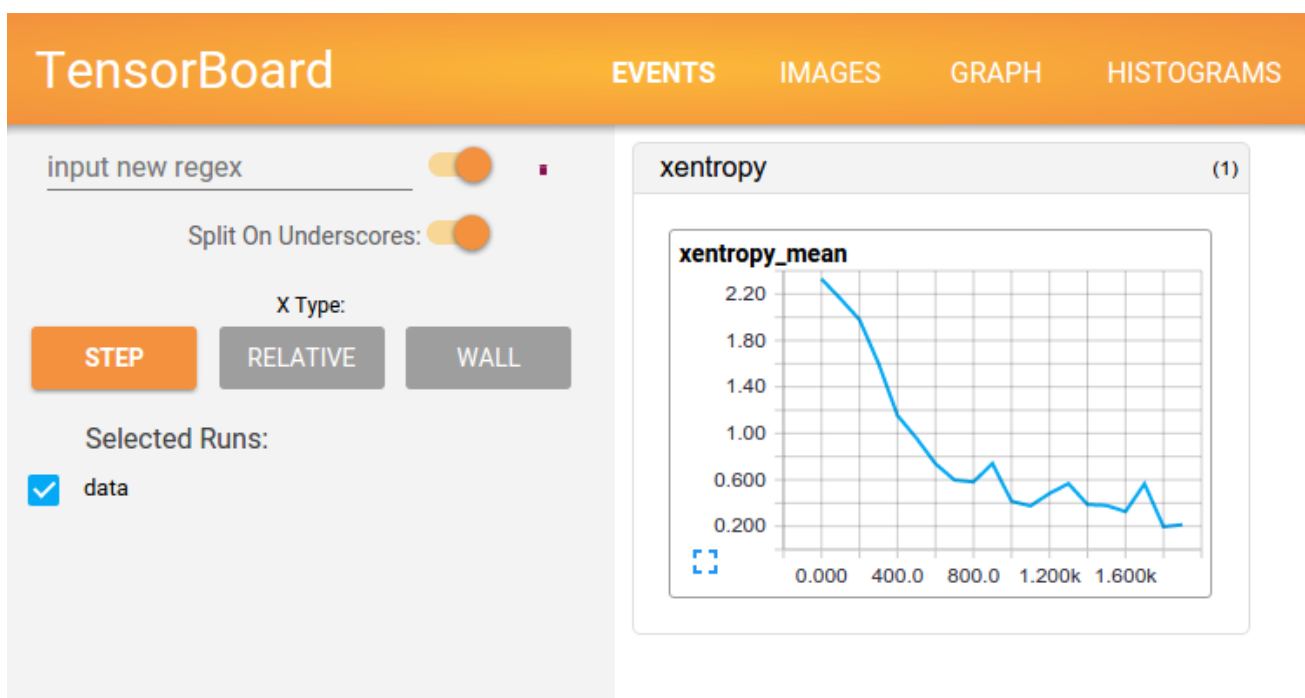 TensorBoard
EVENTS IMAGES GRAPH HISTOGRAMS
input new regex
Split On Underscores:
X Type:
STEP RELATIVE WALL
Selected Runs:
data
xentropy (1)
xentropy_mean
2.20
1.80
1.40
1.00
0.600
0.200
0.000 400.0 800.0 1.200k 1.600k